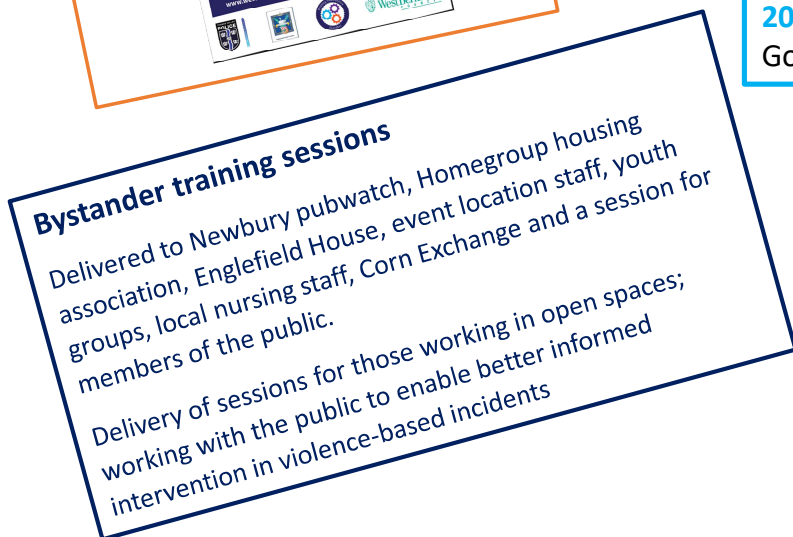 POLICE
20
Go
Bystander training sessions
Delivered to Newbury pubwatch, Homegroup housing
association, Englefield House, event location staff, youth
groups, local nursing staff, Corn Exchange and a session for
members of the public.
Delivery of sessions for those working in open spaces;
working with the public to enable better informed
intervention in violence-based incidents